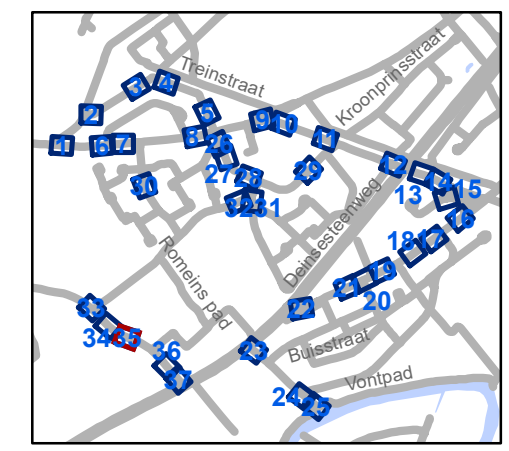 Treinstraat
Kroonprinsstraat
3 4
2 5
9 10
8 11
1 6 7 26
27 28 29 12
30 13 14 15
32 31
16
Deinsesteenweg
18 17
Romeins pad
21 19
20
33 22
34 35
36 23 Buisstraat
37 Vontpad
24 25